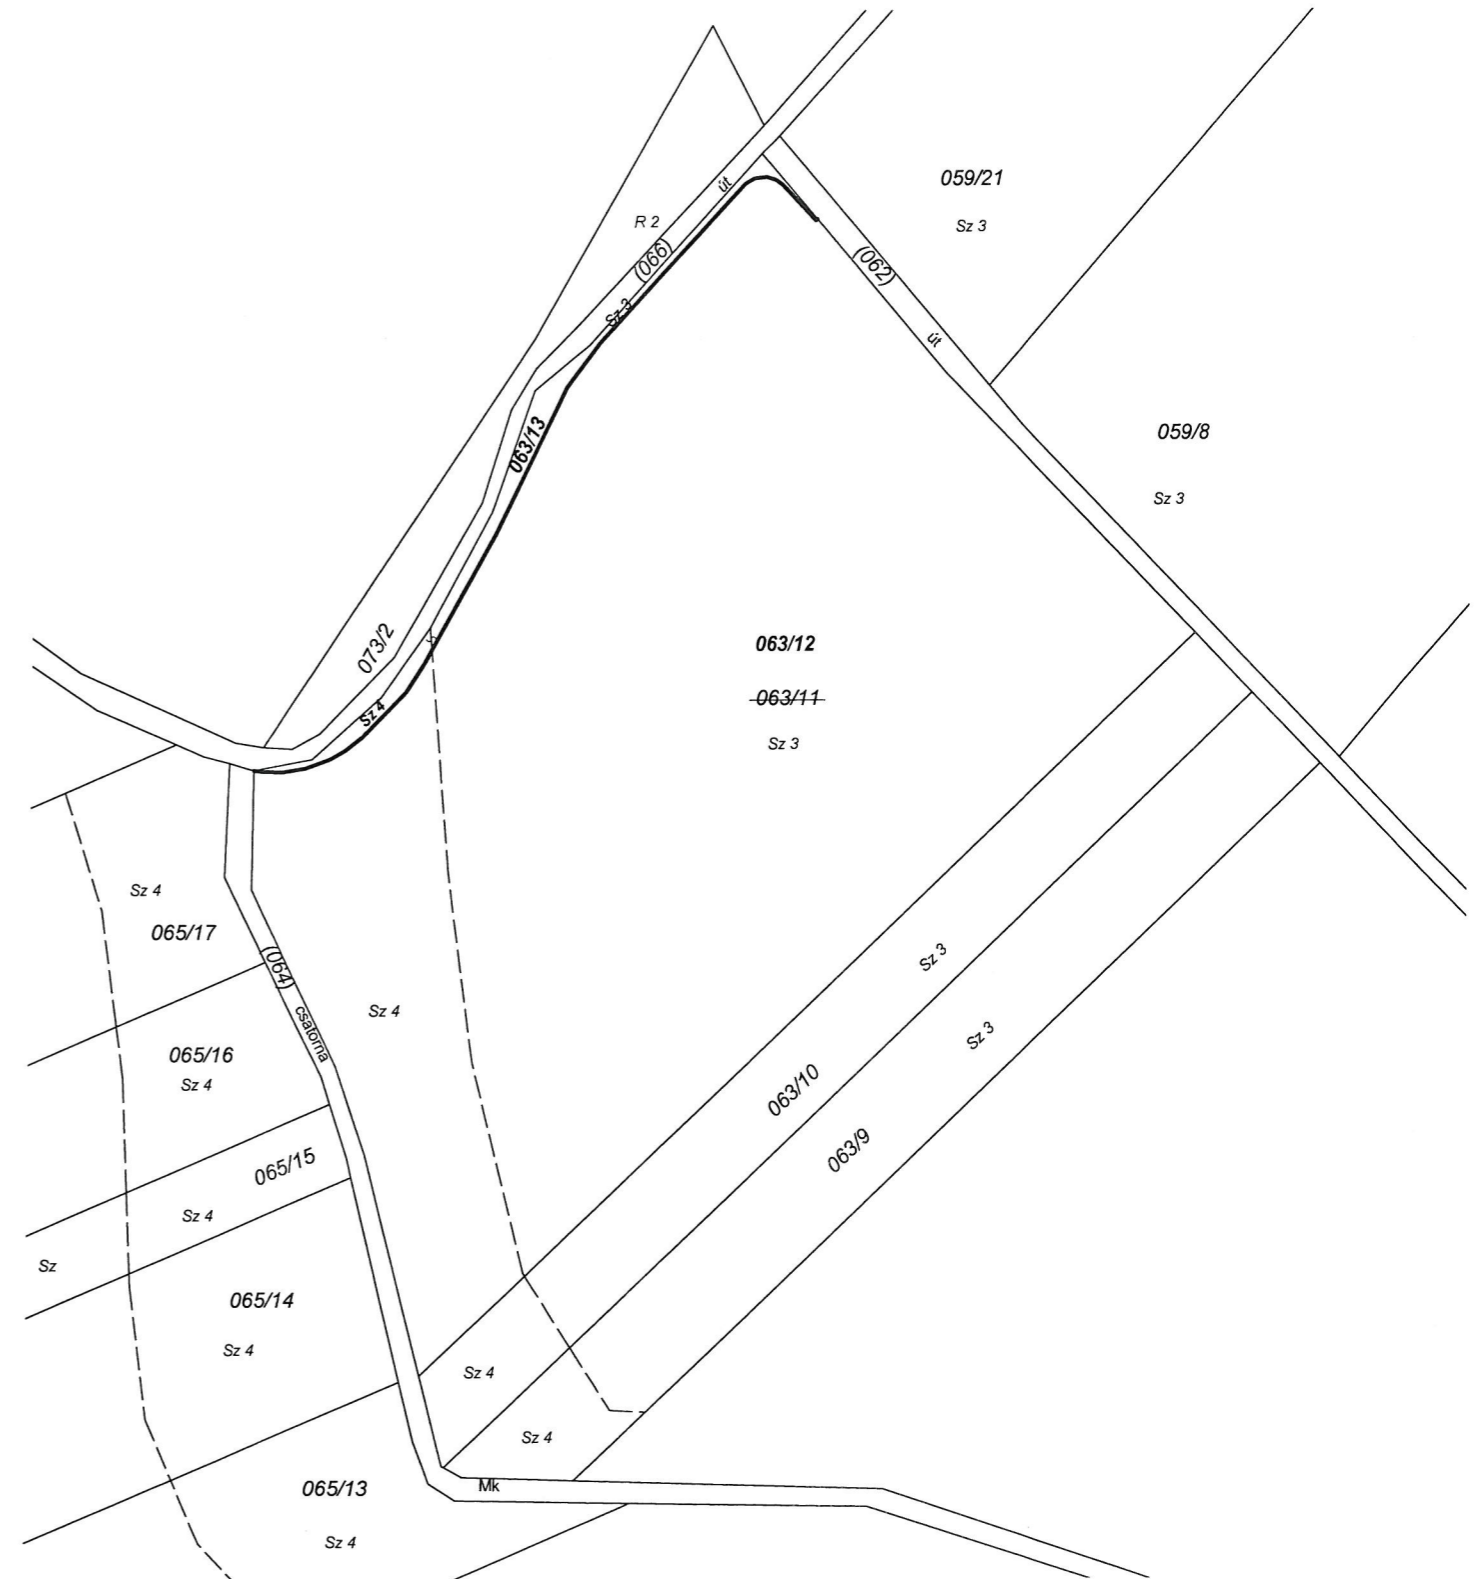 059/21
Sz 3
R 2
út
(066)
(062)
Sz 3
út
063/13
059/8
Sz 3
073/2
063/12
063/11
Sz 4
Sz 3
Sz 4
065/17
(064)
csatorna
Sz 4
Sz 3
Sz 3
065/16
Sz 4
063/10
063/9
065/15
Sz 4
Sz
065/14
Sz 4
Sz 4
Sz 4
065/13
Mk
Sz 4